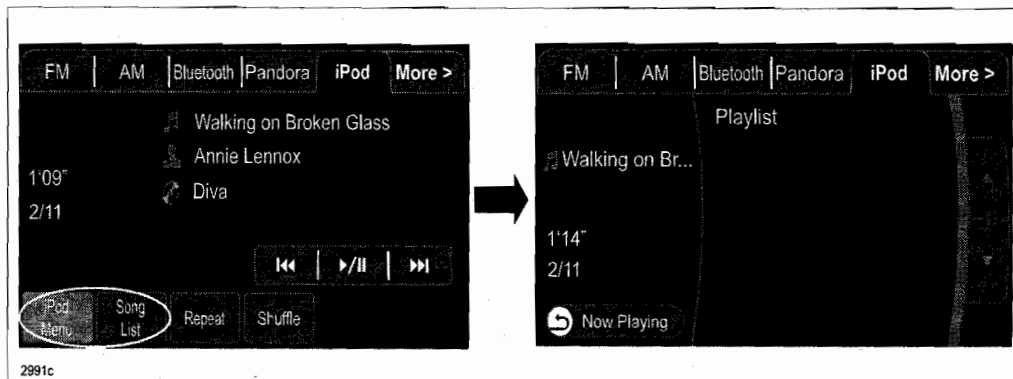 FM AM Bluetooth Pandora iPod More >
Walking on Broken Glass
Annie Lennox
Diva
1'09"
2/11
iPod Menu
Song List
Repeat
Shuffle
FM AM Bluetooth Pandora iPod More >
Playlist
Walking on Br...
1'14"
2/11
Now Playing
2991c